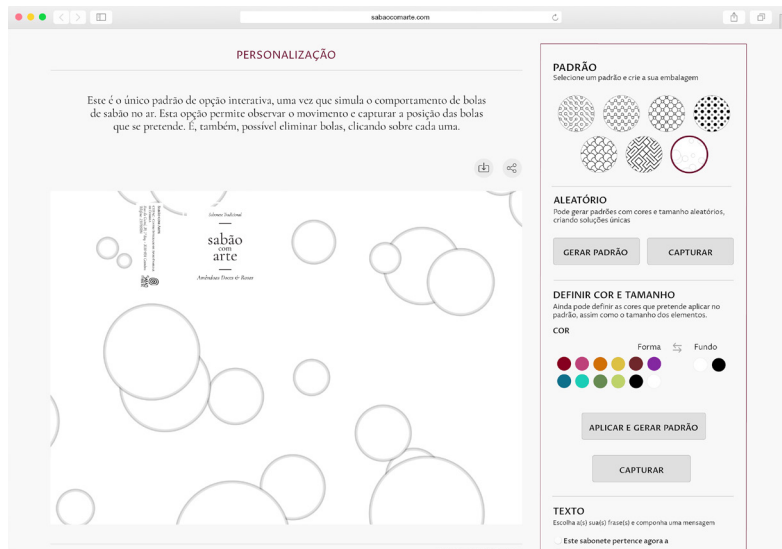 sabaocomarte.com
PERSONALIZAÇÃO
Este é o único padrão de opção interativa, uma vez que simula o comportamento de bolas
de sabão no ar. Esta opção permite observar o movimento e capturar a posição das bolas
que se pretende. É, também, possível eliminar bolas, clicando sobre cada uma.
Sabonete Tradicional
sabão
com
arte
Amêndoas Doces & Rosas
PADRÃO
Selecione um padrão e crie a sua embalagem
ALEATÓRIO
Pode gerar padrões com cores e tamanho aleatórios,
criando soluções únicas
GERAR PADRÃO
CAPTURAR
DEFINIR COR E TAMANHO
Ainda pode definir as cores que pretende aplicar no
padrão, assim como o tamanho dos elementos.
COR
Forma
Fundo
APLICAR E GERAR PADRÃO
CAPTURAR
TEXTO
Escolha a(s) sua(s) frase(s) e componha uma mensagem
Este sabonete pertence agora a